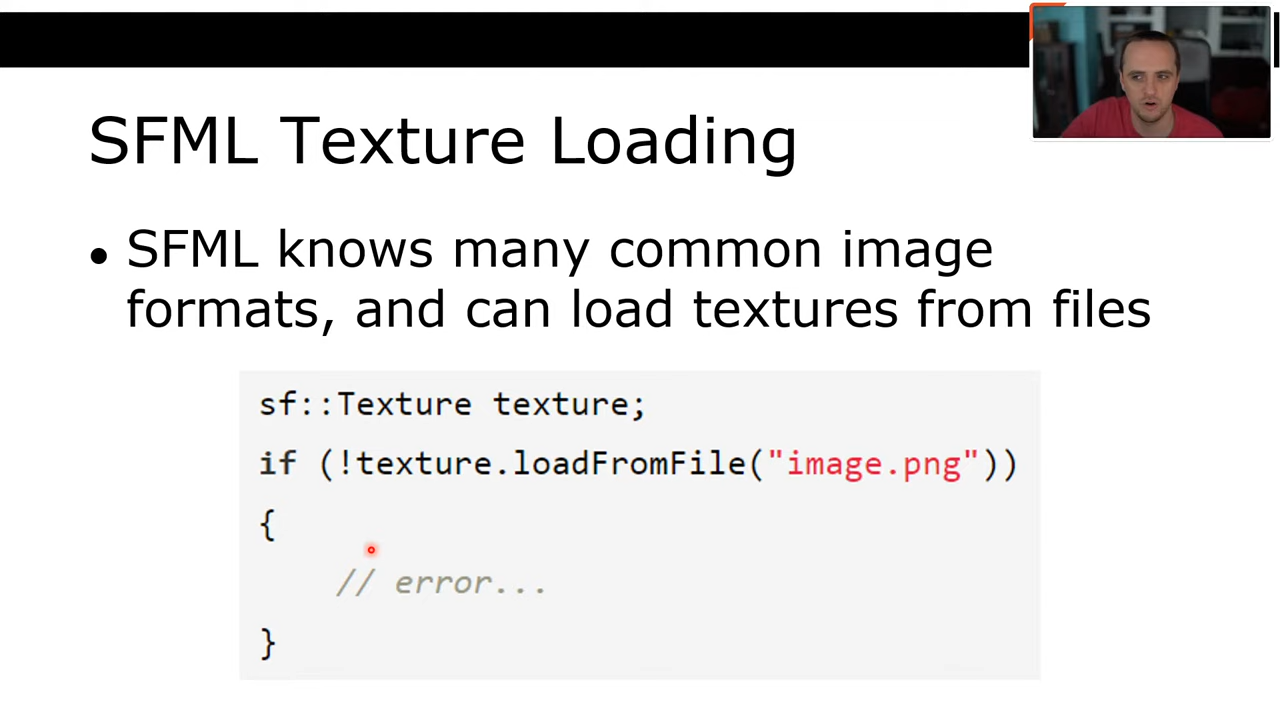 SFML Texture Loading
● SFML knows many common image
formats, and can load textures from files
sf::Texture texture;
if (!texture.loadFromFile("image.png"))
{
// error...
}